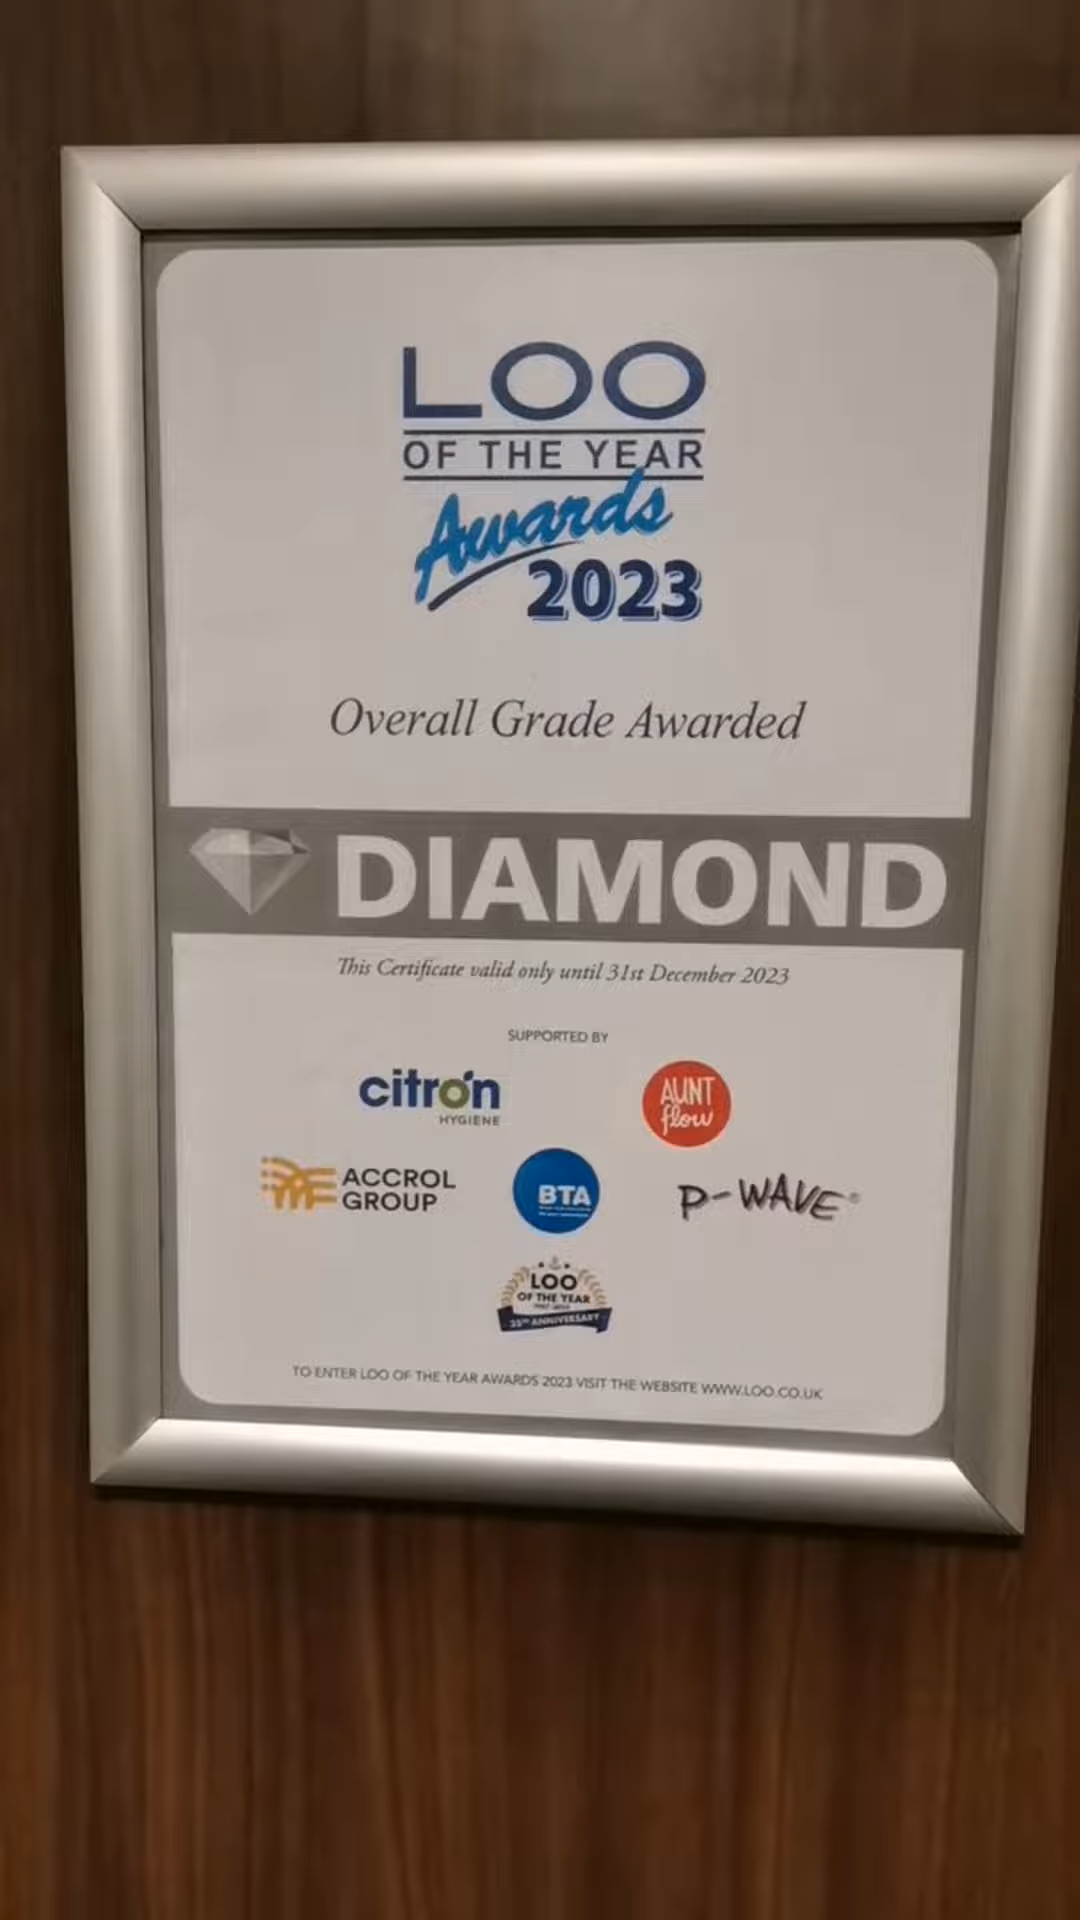 LOO
OF THE YEAR
Awards
2023
Overall Grade Awarded
DIAMOND
This Certificate valid only until 31st December 2023
SUPPORTED BY
citrón
HYGIENE
AUNT
flow
ACCROL
GROUP
BTA
P-WAVE®
LOO
OF THE YEAR
35TH ANNIVERSARY
TO ENTER LOO OF THE YEAR AWARDS 2023 VISIT THE WEBSITE WWW.LOO.CO.UK